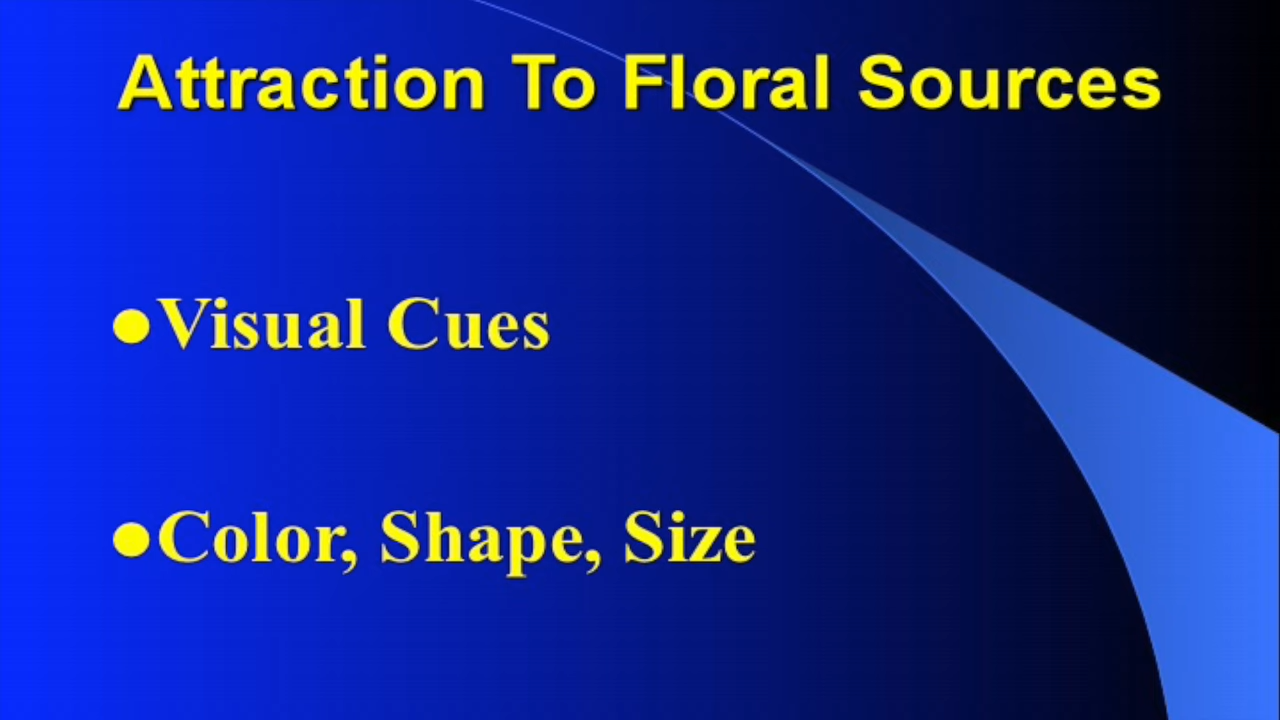 Attraction To Floral Sources
●Visual Cues
●Color, Shape, Size